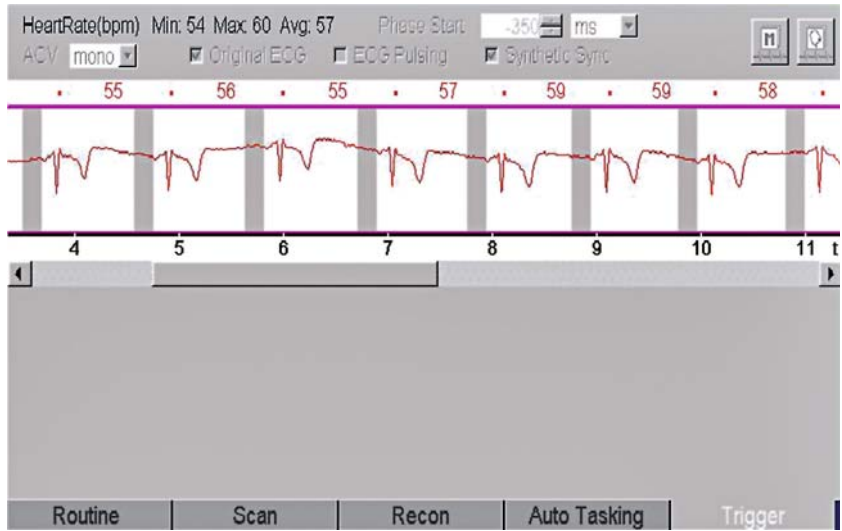 HeartRate(bpm) Min: 54 Max: 60 Avg: 57 Phase Start -350 ms
ACV mono Original ECG ECG Pulsing Synthetic Sync
55 56 55 57 59 59 58
4 5 6 7 8 9 10 11 t
Routine Scan Recon Auto Tasking Trigger